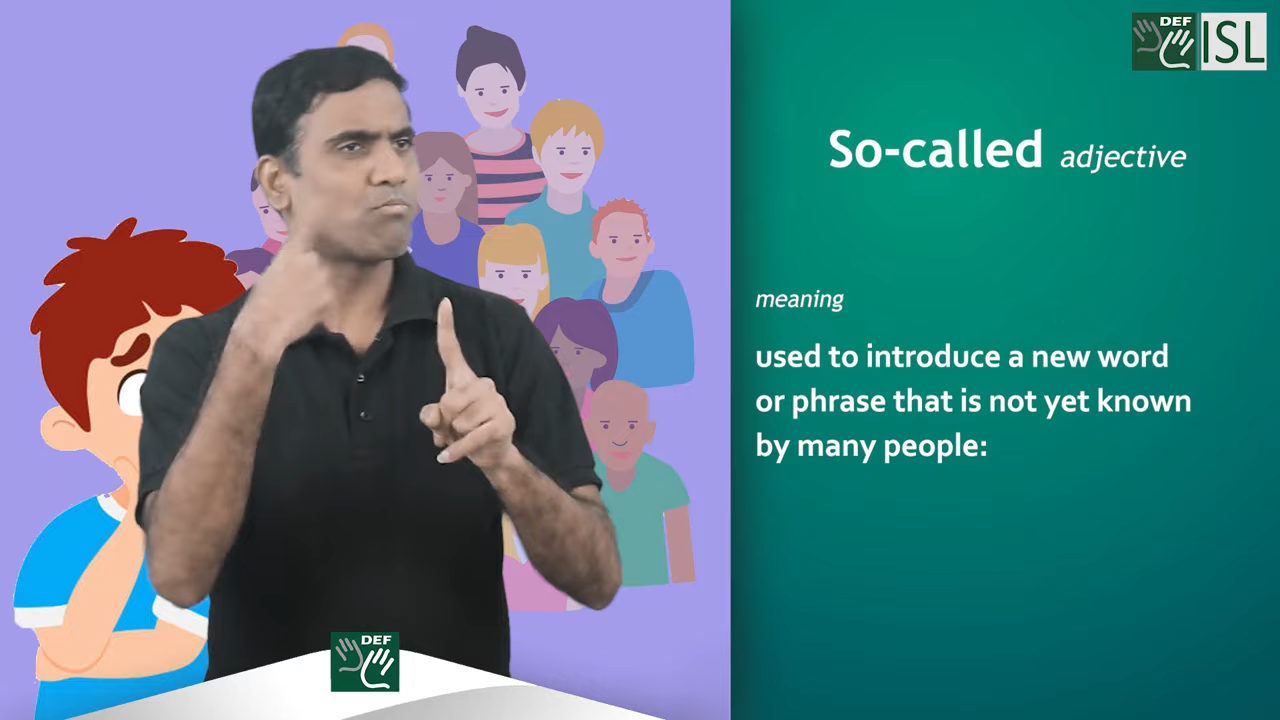 DEF
ISL
So-called adjective
meaning
used to introduce a new word
or phrase that is not yet known
by many people:
DEF